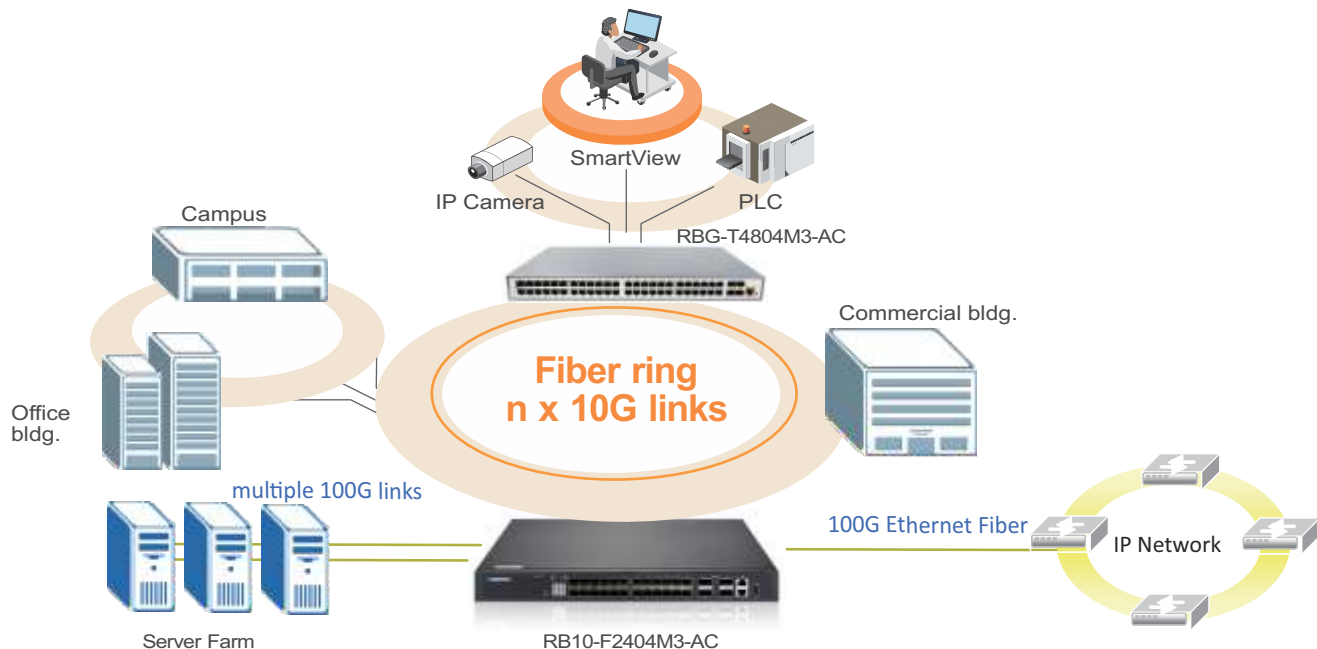 SmartView
IP Camera
PLC
Campus
RBG-T4804M3-AC
Commercial bldg.
Fiber ring
n x 10G links
Office
bldg.
multiple 100G links
100G Ethernet Fiber
IP Network
Server Farm
RB10-F2404M3-AC